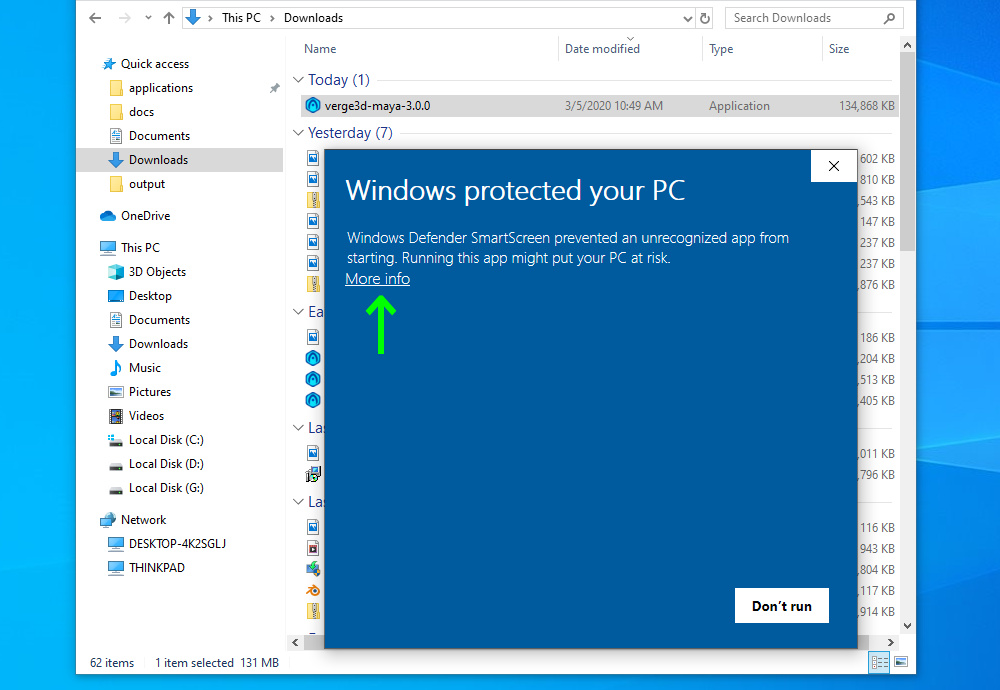 This PC > Downloads
Search Downloads
Name Date modified Type Size
Quick access
applications
docs
Documents
Downloads
output
OneDrive
This PC
3D Objects
Desktop
Documents
Downloads
Music
Pictures
Videos
Local Disk (C:)
Local Disk (D:)
Local Disk (G:)
Network
DESKTOP-4K2SGLJ
THINKPAD
Today (1)
verge3d-maya-3.0.0 3/5/2020 10:49 AM Application 134,868 KB
Yesterday (7)
602 KB
810 KB
,543 KB
147 KB
237 KB
237 KB
,876 KB
Ea
186 KB
,204 KB
,513 KB
,405 KB
Las
,011 KB
,796 KB
Las
116 KB
,943 KB
,804 KB
,117 KB
,914 KB
Windows protected your PC
Windows Defender SmartScreen prevented an unrecognized app from
starting. Running this app might put your PC at risk.
More info
Don't run
62 items 1 item selected 131 MB